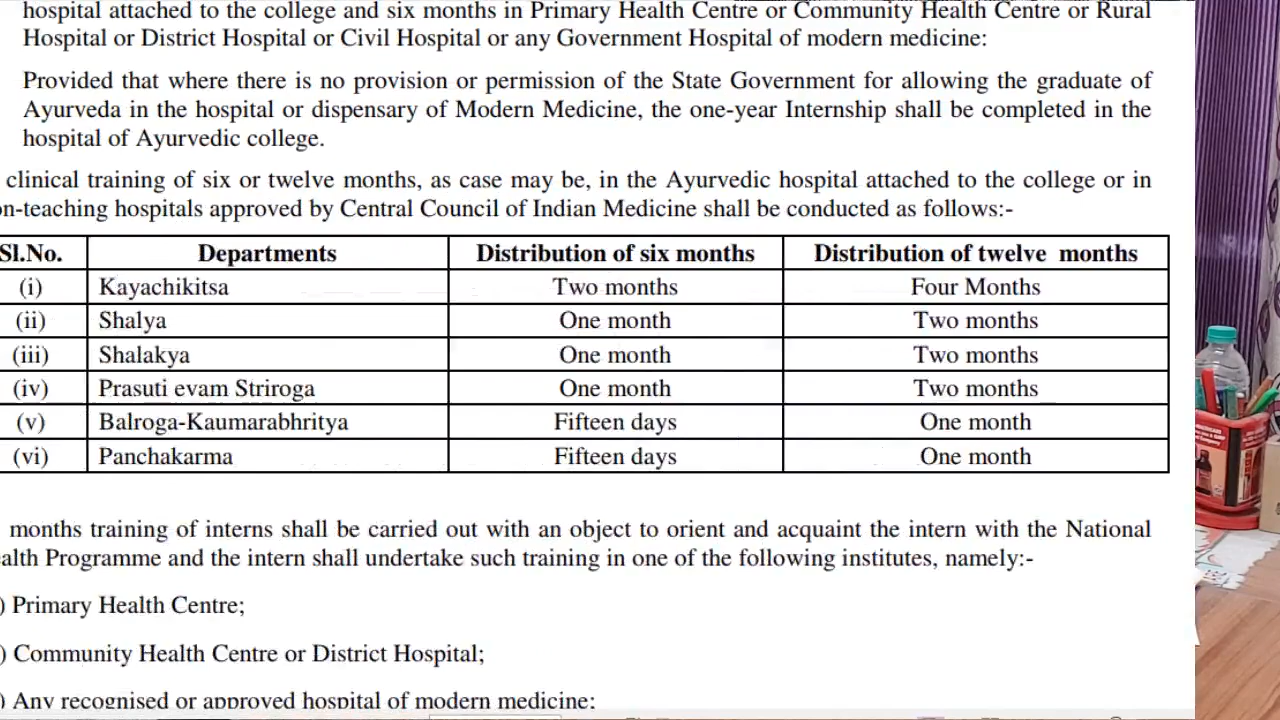 hospital attached to the college and six months in Primary Health Centre or Community Health Centre or Rural
Hospital or District Hospital or Civil Hospital or any Government Hospital of modern medicine:
Provided that where there is no provision or permission of the State Government for allowing the graduate of
Ayurveda in the hospital or dispensary of Modern Medicine, the one-year Internship shall be completed in the
hospital of Ayurvedic college.
clinical training of six or twelve months, as case may be, in the Ayurvedic hospital attached to the college or in
on-teaching hospitals approved by Central Council of Indian Medicine shall be conducted as follows:-
Sl.No. Departments Distribution of six months Distribution of twelve months
(i) Kayachikitsa Two months Four Months
(ii) Shalya One month Two months
(iii) Shalakya One month Two months
(iv) Prasuti evam Striroga One month Two months
(v) Balroga-Kaumarabhritya Fifteen days One month
(vi) Panchakarma Fifteen days One month
months training of interns shall be carried out with an object to orient and acquaint the intern with the National
alth Programme and the intern shall undertake such training in one of the following institutes, namely:-
) Primary Health Centre;
) Community Health Centre or District Hospital;
) Any recognised or approved hospital of modern medicine;